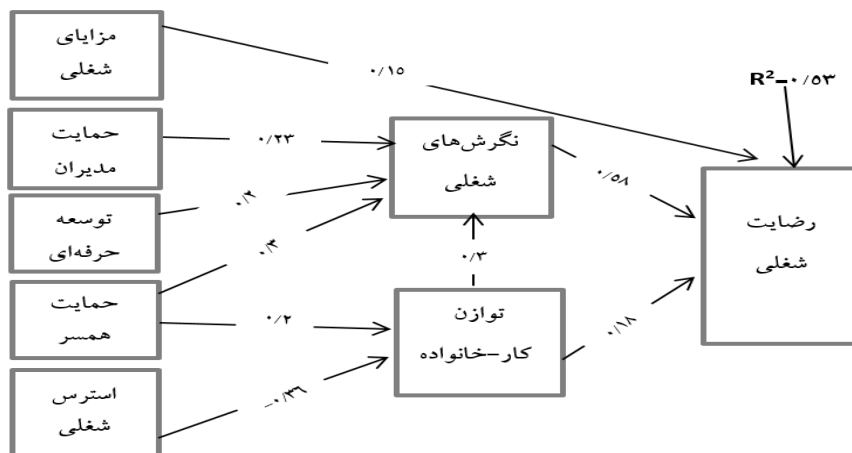 مزایای
شغلی
۰/۱۵
R²=۰/۵۳
حمایت
مدیران
۰/۲۳
نگرش‌های
شغلی
۰/۵۸
توسعه
حرفه‌ای
۰/۲
رضایت
شغلی
حمایت
همسر
۰/۳
۰/۳
۰/۲
توازن
کار-خانواده
۰/۱۸
استرس
شغلی
-۰/۳۶